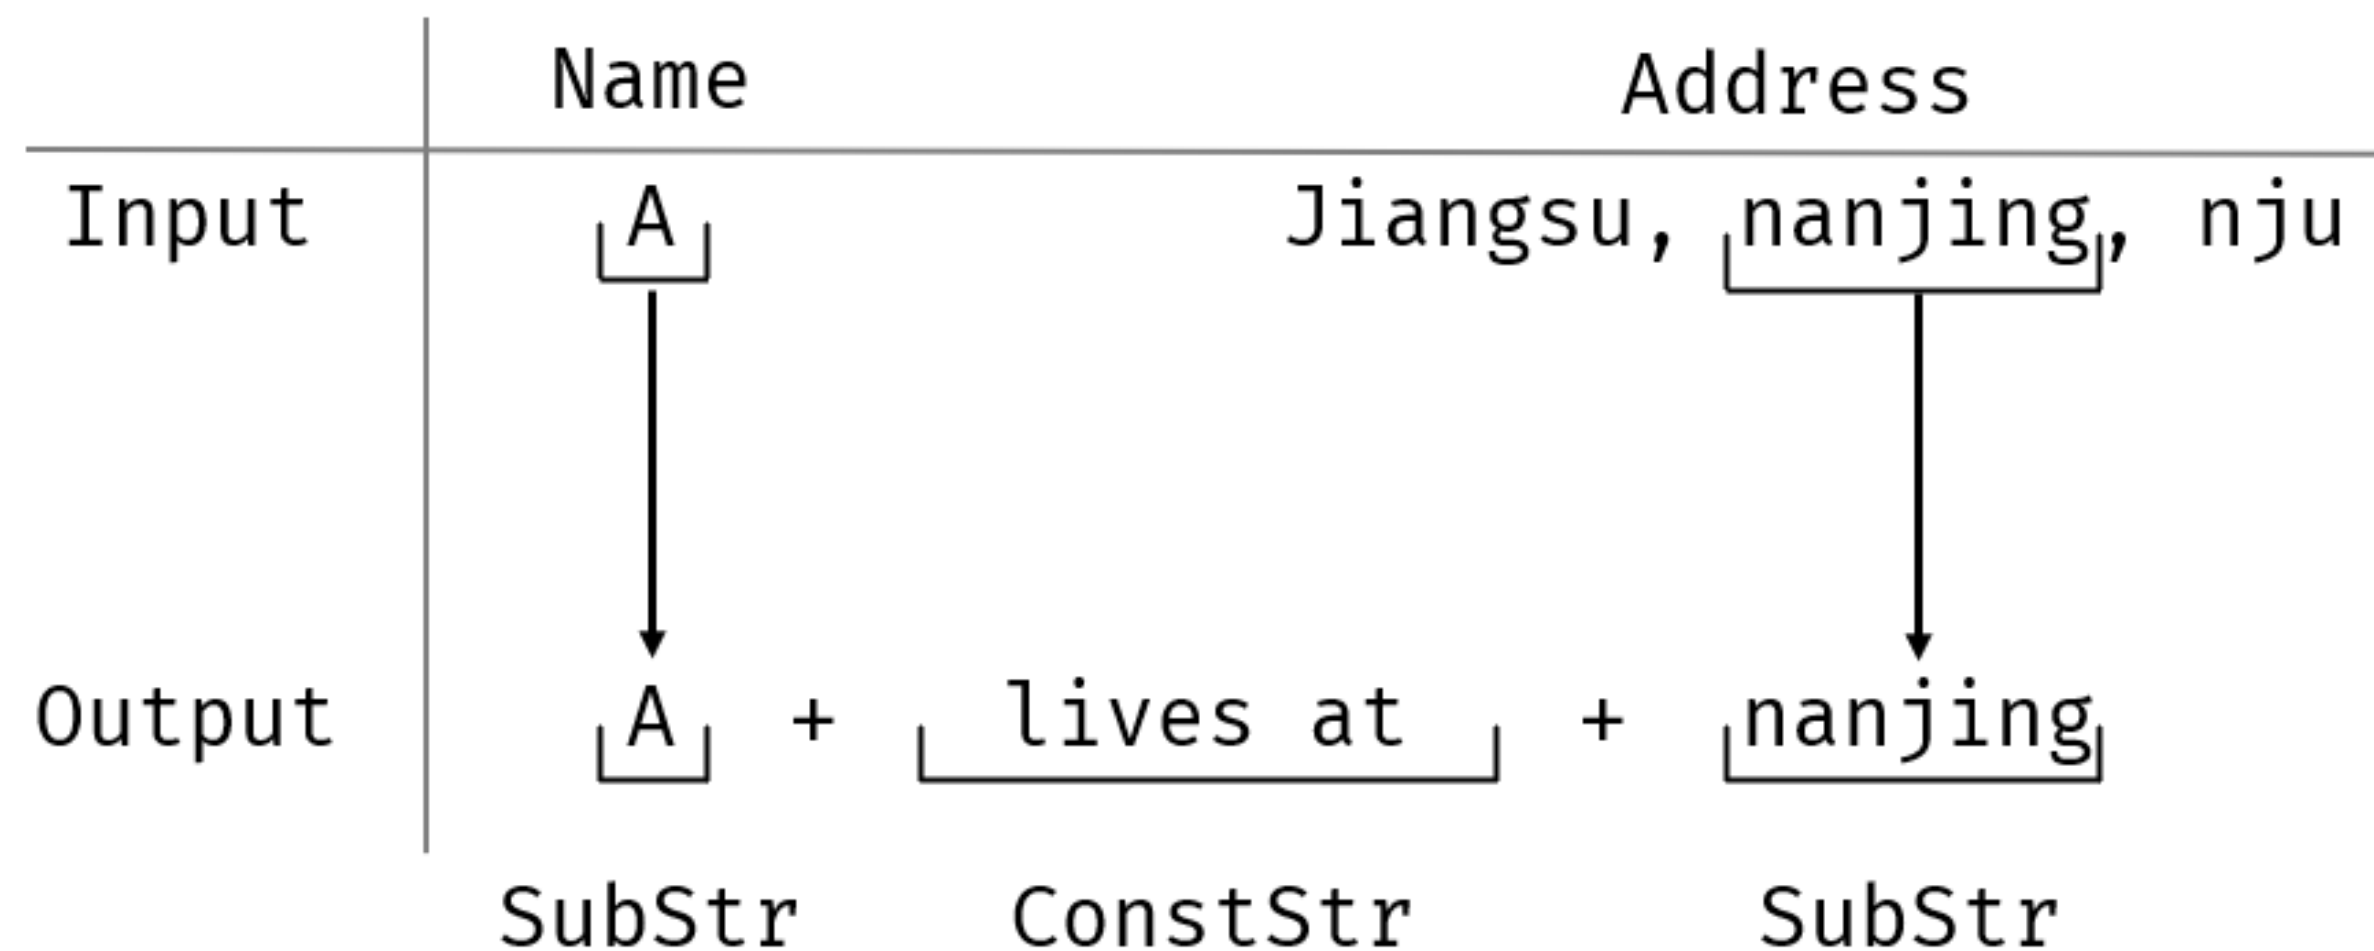 Name Address
Input A Jiangsu, nanjing, nju
Output A + lives at + nanjing
SubStr ConstStr SubStr